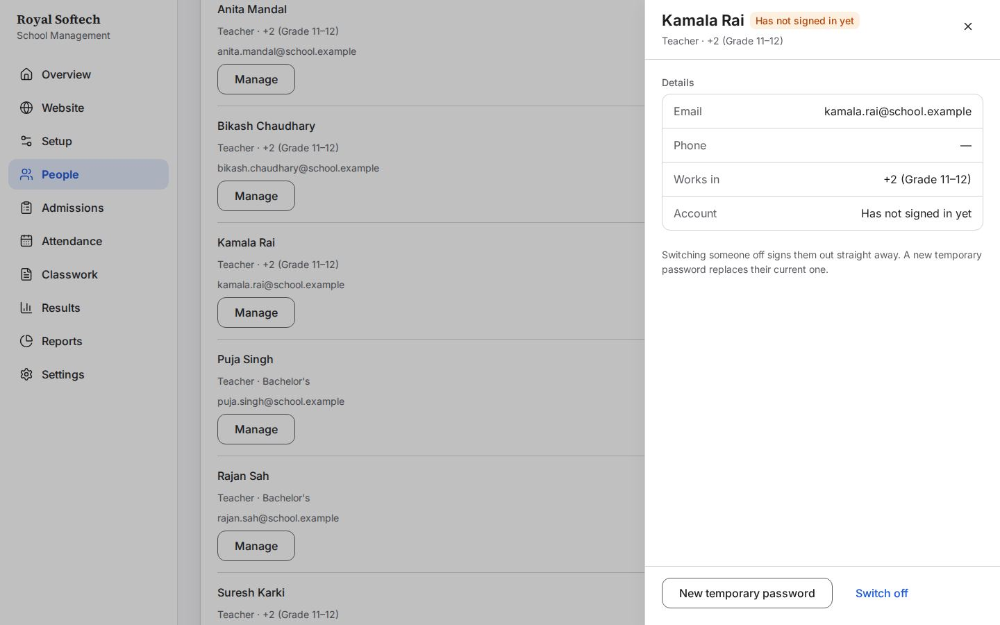 Royal Softech
School Management
Overview
Website
Setup
People
Admissions
Attendance
Classwork
Results
Reports
Settings
Anita Mandal
Teacher · +2 (Grade 11–12)
anita.mandal@school.example
Manage
Bikash Chaudhary
Teacher · +2 (Grade 11–12)
bikash.chaudhary@school.example
Manage
Kamala Rai
Teacher · +2 (Grade 11–12)
kamala.rai@school.example
Manage
Puja Singh
Teacher · Bachelor's
puja.singh@school.example
Manage
Rajan Sah
Teacher · Bachelor's
rajan.sah@school.example
Manage
Suresh Karki
Teacher · +2 (Grade 11–12)
Kamala Rai Has not signed in yet
Teacher · +2 (Grade 11–12)
Details
Email kamala.rai@school.example
Phone —
Works in +2 (Grade 11–12)
Account Has not signed in yet
Switching someone off signs them out straight away. A new temporary
password replaces their current one.
New temporary password Switch off